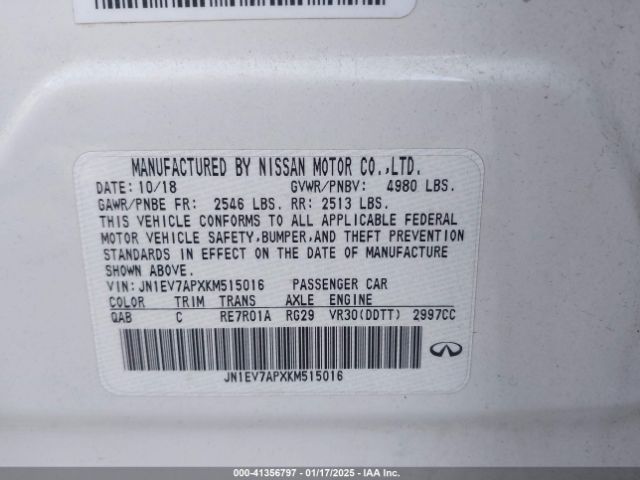 MANUFACTURED BY NISSAN MOTOR CO.,LTD.
DATE: 10/18 GVWR/PNBV: 4980 LBS.
GAWR/PNBE FR: 2546 LBS. RR: 2513 LBS.
THIS VEHICLE CONFORMS TO ALL APPLICABLE FEDERAL
MOTOR VEHICLE SAFETY,BUMPER,AND THEFT PREVENTION
STANDARDS IN EFFECT ON THE DATE OF MANUFACTURE
SHOWN ABOVE.
VIN: JN1EV7APXKM515016 PASSENGER CAR
COLOR TRIM TRANS AXLE ENGINE
QAB C RE7R01A RG29 VR30(DDTT) 2997CC
JN1EV7APXKM515016
000-41356797 - 01/17/2025 - IAA Inc.